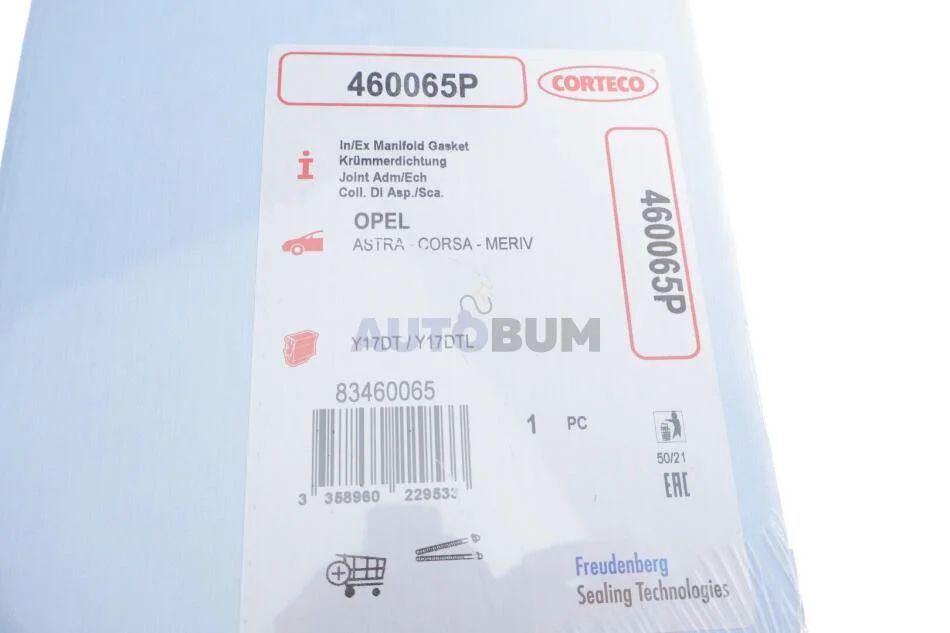 460065P
CORTECO®
In/Ex Manifold Gasket
Krümmerdichtung
Joint Adm/Ech
Coll. DI Asp./Sca.
460065P
OPEL
ASTRA - CORSA - MERIV
AUTOBUM
Y17DT / Y17DTL
83460065
1 PC
3 358960 229533
50/21
EAC
Freudenberg
Sealing Technologies